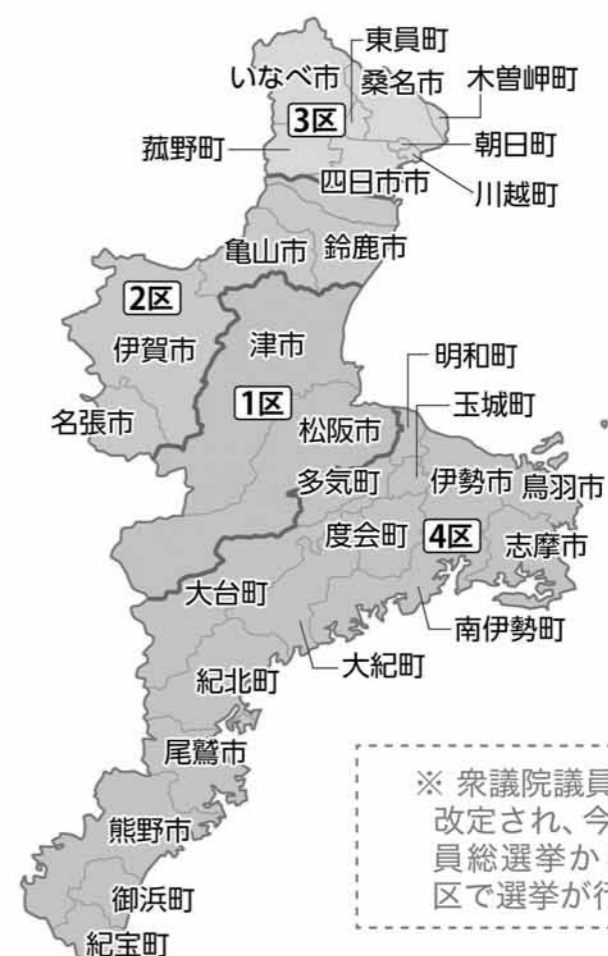 東員町
いなべ市
桑名市
木曽岬町
3区
菰野町
朝日町
四日市市
川越町
亀山市
鈴鹿市
2区
伊賀市
津市
明和町
1区
玉城町
名張市
松阪市
多気町
伊勢市
鳥羽市
度会町
4区
志摩市
大台町
南伊勢町
大紀町
紀北町
尾鷲市
熊野市
御浜町
紀宝町
※ 衆議院議員
改定され、今
員総選挙か
区で選挙が行